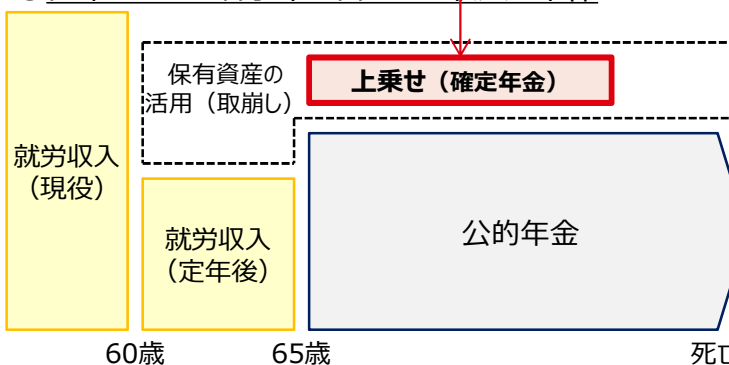 保有資産の
活用（取崩し）
上乗せ（確定年金）
就労収入
（現役）
就労収入
（定年後）
公的年金
60歳
65歳
死亡